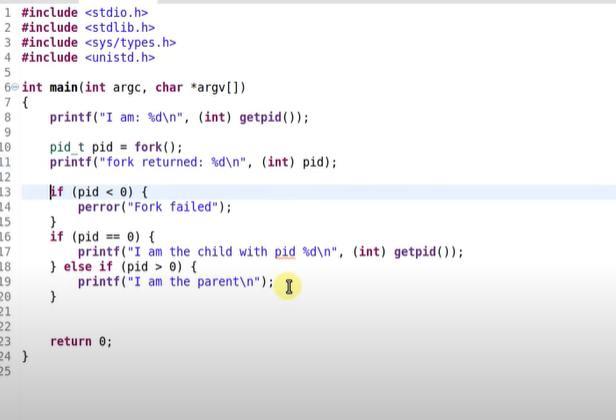 1 #include <stdio.h>
2 #include <stdlib.h>
3 #include <sys/types.h>
4 #include <unistd.h>
5
6 int main(int argc, char *argv[])
7 {
8     printf("I am: %d\n", (int) getpid());
9
10     pid_t pid = fork();
11     printf("fork returned: %d\n", (int) pid);
12
13     if (pid < 0) {
14         perror("Fork failed");
15     }
16     if (pid == 0) {
17         printf("I am the child with pid %d\n", (int) getpid());
18     } else if (pid > 0) {
19         printf("I am the parent\n");
20     }
21
22
23     return 0;
24 }
25